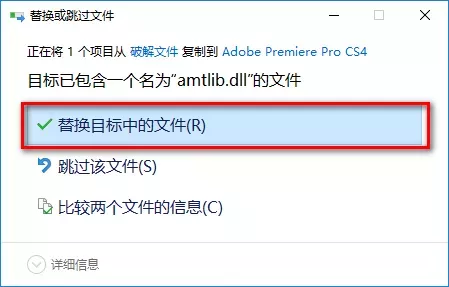 替换或跳过文件
正在将 1 个项目从 破解文件 复制到 Adobe Premiere Pro CS4
目标已包含一个名为“amtlib.dll”的文件
替换目标中的文件(R)
跳过该文件(S)
比较两个文件的信息(C)
详细信息